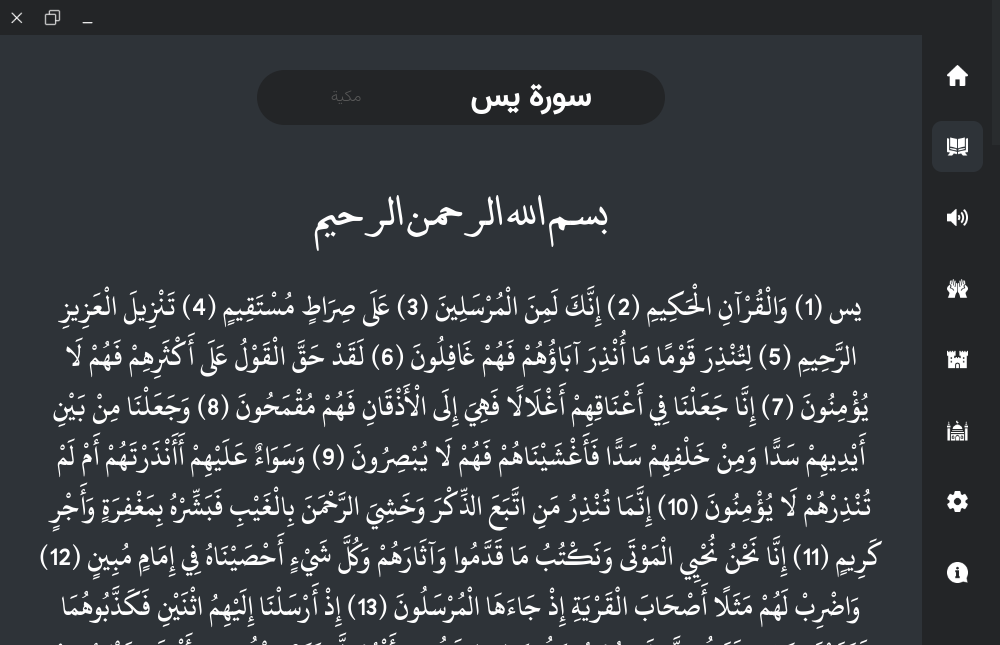 سورة يس
مكية
بسم الله الرحمن الرحيم
يس (1) وَالْقُرْآنِ الْحَكِيمِ (2) إِنَّكَ لَمِنَ الْمُرْسَلِينَ (3) عَلَى صِرَاطٍ مُسْتَقِيمٍ (4) تَنْزِيلَ الْعَزِيزِ
الرَّحِيمِ (5) لِتُنْذِرَ قَوْمًا مَا أُنْذِرَ آبَاؤُهُمْ فَهُمْ غَافِلُونَ (6) لَقَدْ حَقَّ الْقَوْلُ عَلَى أَكْثَرِهِمْ فَهُمْ لَا
يُؤْمِنُونَ (7) إِنَّا جَعَلْنَا فِي أَعْنَاقِهِمْ أَغْلَالًا فَهِيَ إِلَى الْأَذْقَانِ فَهُمْ مُقْمَحُونَ (8) وَجَعَلْنَا مِنْ بَيْنِ
أَيْدِيهِمْ سَدًّا وَمِنْ خَلْفِهِمْ سَدًّا فَأَغْشَيْنَاهُمْ فَهُمْ لَا يُبْصِرُونَ (9) وَسَوَاءٌ عَلَيْهِمْ أَأَنْذَرْتَهُمْ أَمْ لَمْ
تُنْذِرْهُمْ لَا يُؤْمِنُونَ (10) إِنَّمَا تُنْذِرُ مَنِ اتَّبَعَ الذِّكْرَ وَخَشِيَ الرَّحْمَنَ بِالْغَيْبِ فَبَشِّرْهُ بِمَغْفِرَةٍ وَأَجْرٍ
كَرِيمٍ (11) إِنَّا نَحْنُ نُحْيِي الْمَوْتَى وَنَكْتُبُ مَا قَدَّمُوا وَآثَارَهُمْ وَكُلَّ شَيْءٍ أَحْصَيْنَاهُ فِي إِمَامٍ مُبِينٍ (12)
وَاضْرِبْ لَهُمْ مَثَلًا أَصْحَابَ الْقَرْيَةِ إِذْ جَاءَهَا الْمُرْسَلُونَ (13) إِذْ أَرْسَلْنَا إِلَيْهِمُ اثْنَيْنِ فَكَذَّبُوهُمَا